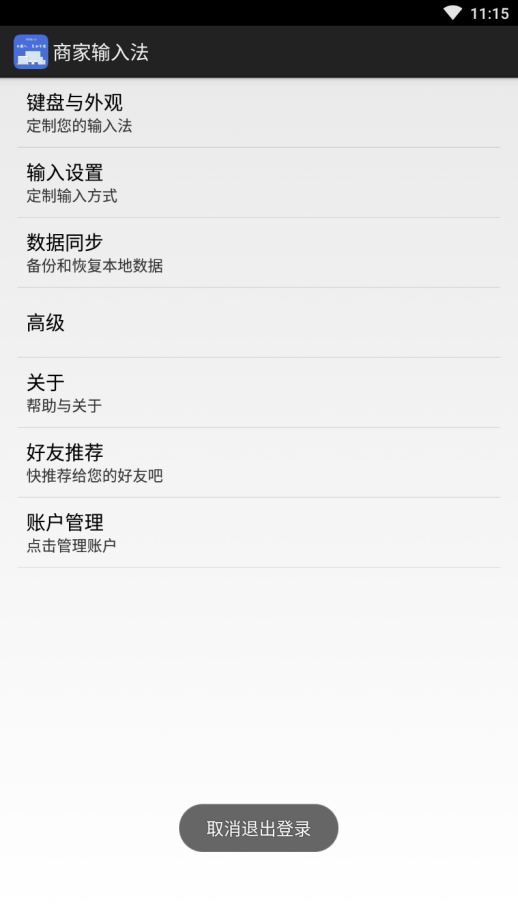 11:15
商家输入法
键盘与外观
定制您的输入法
输入设置
定制输入方式
数据同步
备份和恢复本地数据
高级
关于
帮助与关于
好友推荐
快推荐给您的好友吧
账户管理
点击管理账户
取消退出登录